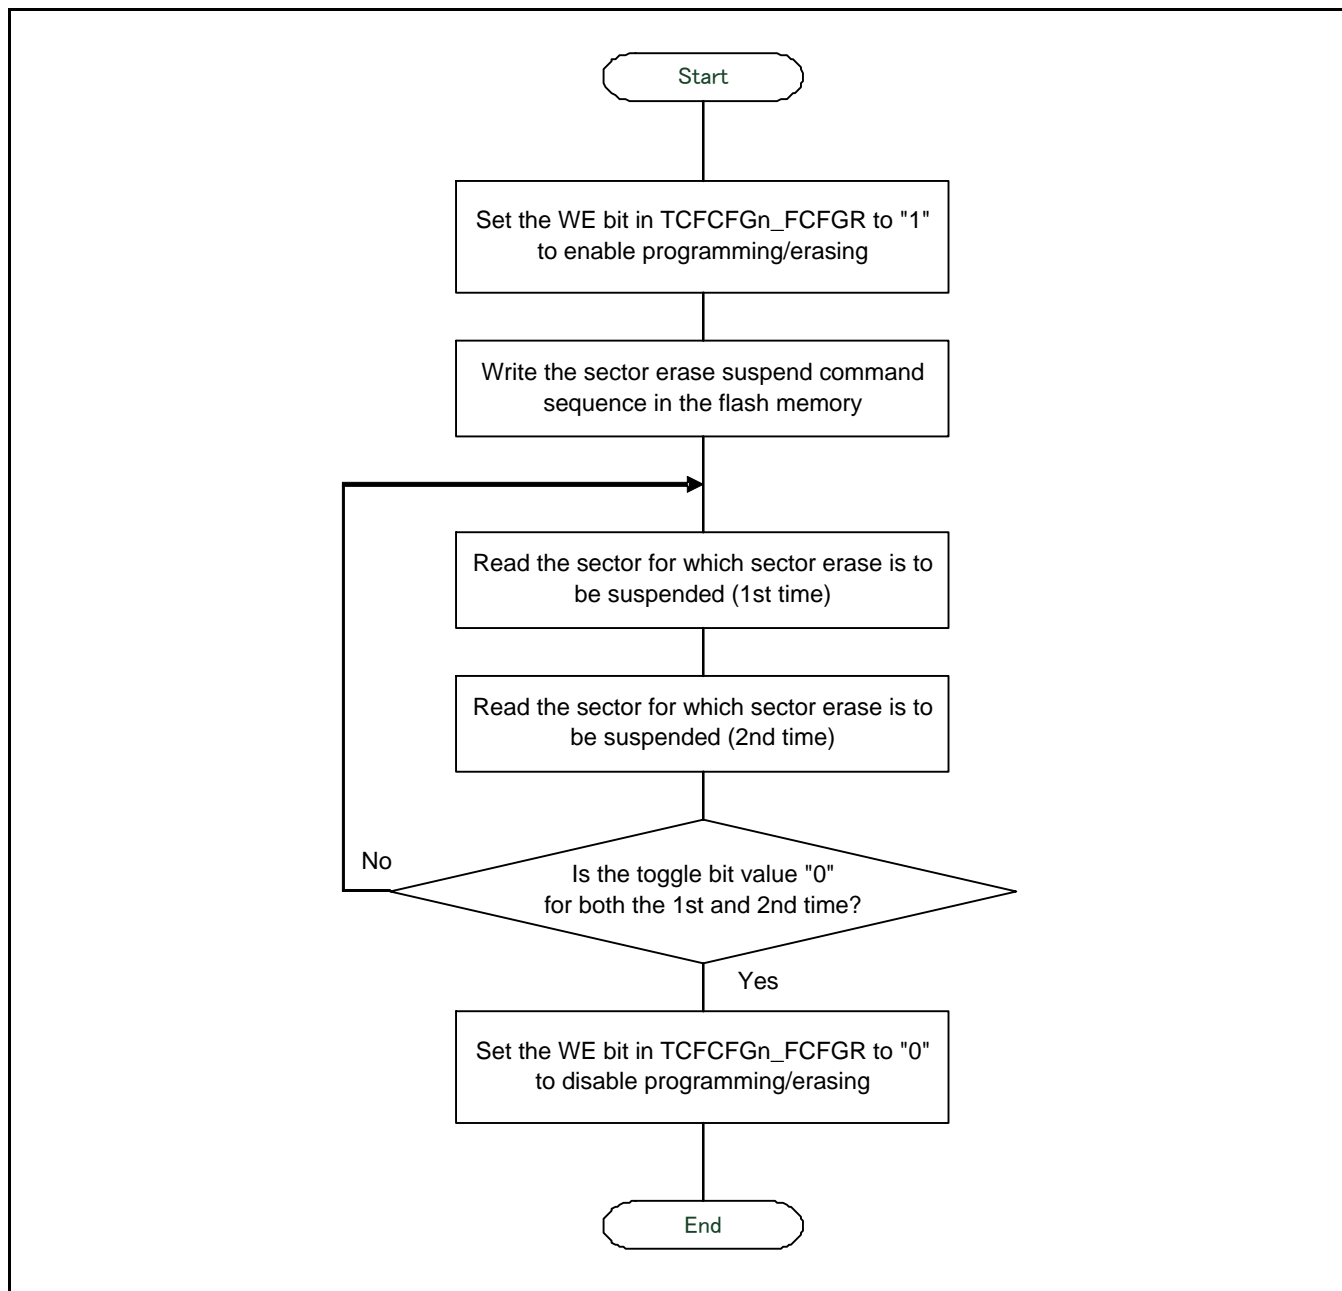 Start
Set the WE bit in TCFCFGn_FCFGR to "1"
to enable programming/erasing
Write the sector erase suspend command
sequence in the flash memory
Read the sector for which sector erase is to
be suspended (1st time)
Read the sector for which sector erase is to
be suspended (2nd time)
No
Is the toggle bit value "0"
for both the 1st and 2nd time?
Yes
Set the WE bit in TCFCFGn_FCFGR to "0"
to disable programming/erasing
End